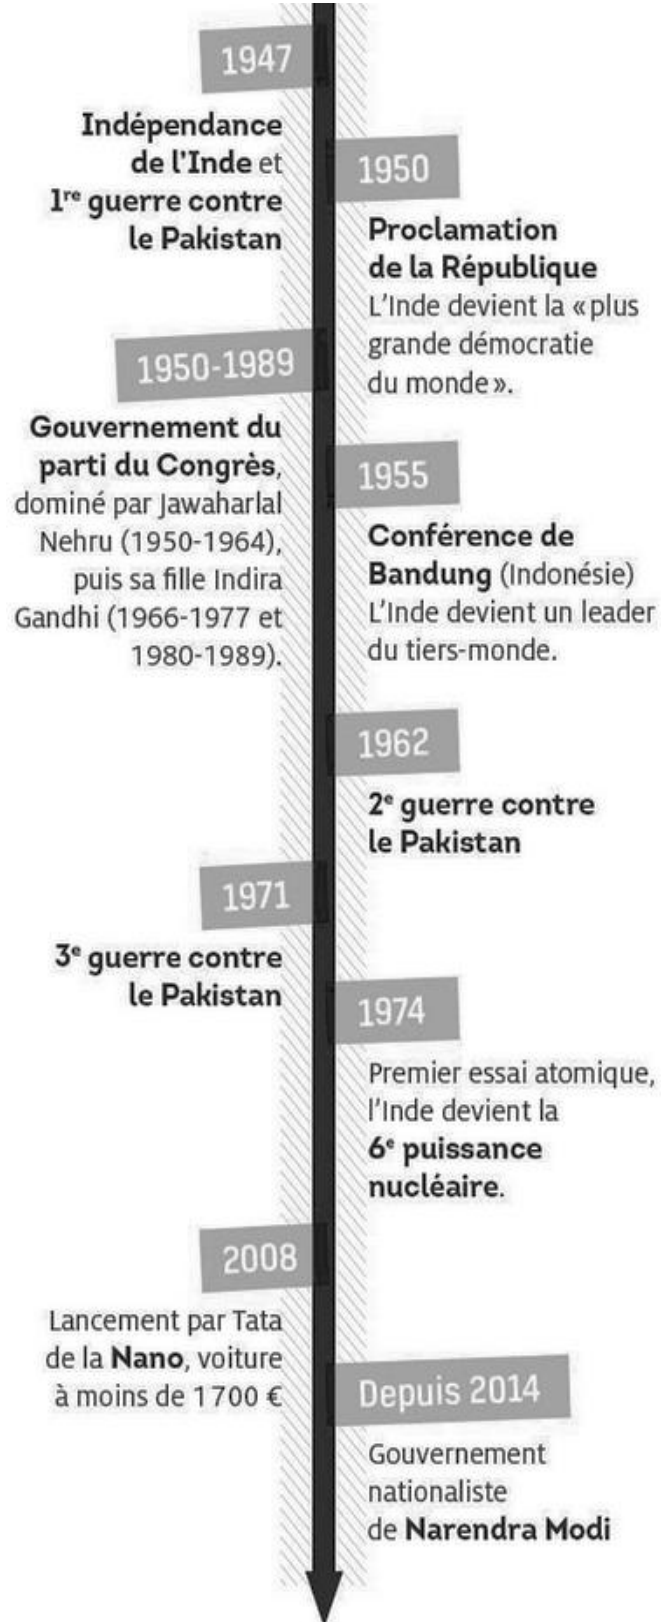 1947
Indépendance
de l'Inde et
1re guerre contre
le Pakistan
1950
Proclamation
de la République
L'Inde devient la « plus
grande démocratie
du monde ».
1950-1989
Gouvernement du
parti du Congrès,
dominé par Jawaharlal
Nehru (1950-1964),
puis sa fille Indira
Gandhi (1966-1977 et
1980-1989).
1955
Conférence de
Bandung (Indonésie)
L'Inde devient un leader
du tiers-monde.
1962
2e guerre contre
le Pakistan
1971
3e guerre contre
le Pakistan
1974
Premier essai atomique,
l'Inde devient la
6e puissance
nucléaire.
2008
Lancement par Tata
de la Nano, voiture
à moins de 1700 €
Depuis 2014
Gouvernement
nationaliste
de Narendra Modi